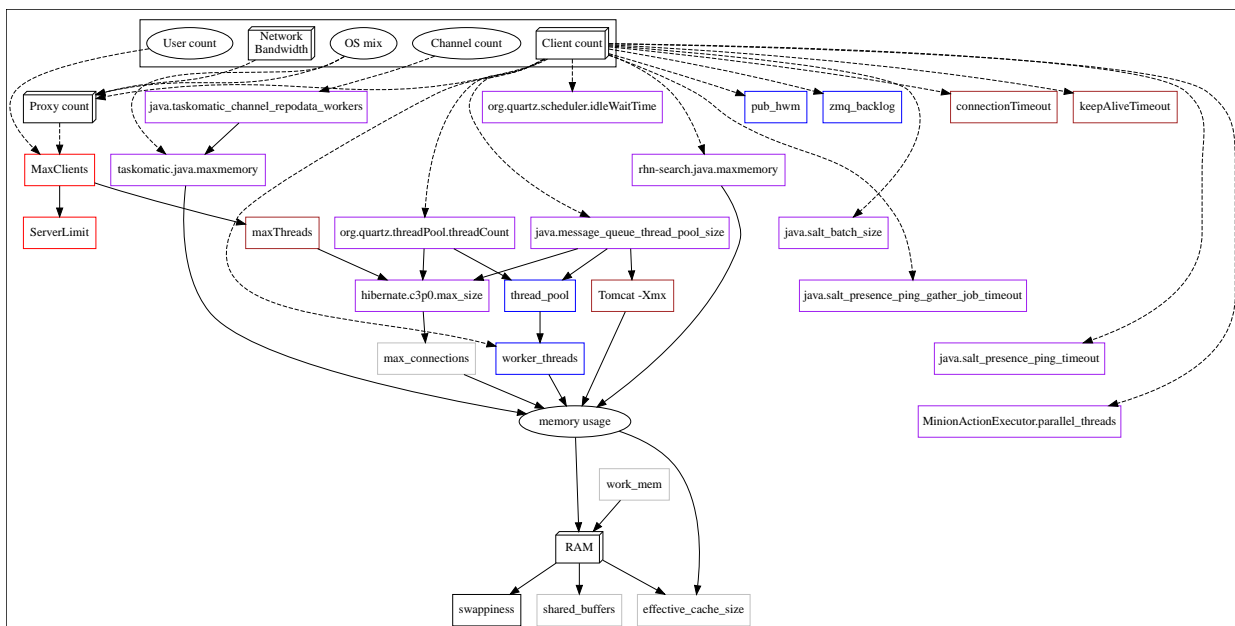 User count
Network
Bandwidth
OS mix
Channel count
Client count
Proxy count
java.taskomatic_channel_repodata_workers
org.quartz.scheduler.idleWaitTime
pub_hwm
zmq_backlog
connectionTimeout
keepAliveTimeout
MaxClients
taskomatic.java.maxmemory
rhn-search.java.maxmemory
ServerLimit
maxThreads
org.quartz.threadPool.threadCount
java.message_queue_thread_pool_size
java.salt_batch_size
hibernate.c3p0.max_size
thread_pool
Tomcat -Xmx
java.salt_presence_ping_gather_job_timeout
max_connections
worker_threads
java.salt_presence_ping_timeout
memory usage
MinionActionExecutor.parallel_threads
work_mem
RAM
swappiness
shared_buffers
effective_cache_size